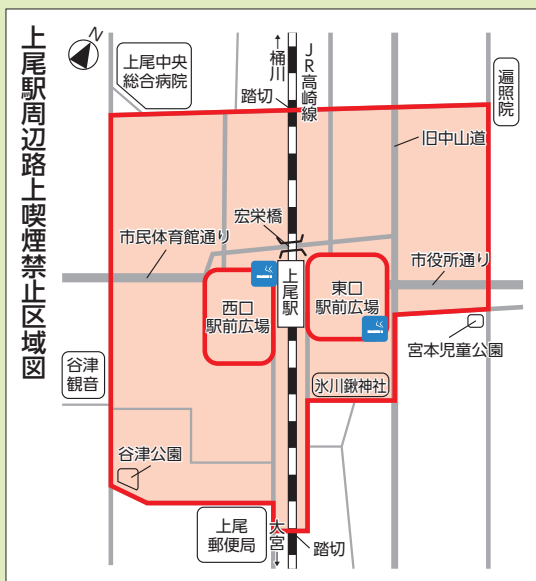 上尾駅周辺路上喫煙禁止区域図
N
上尾中央
総合病院
←桶川
JR高崎線
踏切
遍照院
旧中山道
宏栄橋
市民体育館通り
市役所通り
上尾駅
西口
駅前広場
東口
駅前広場
宮本児童公園
谷津
観音
氷川鍬神社
谷津公園
上尾
郵便局
大宮→
踏切